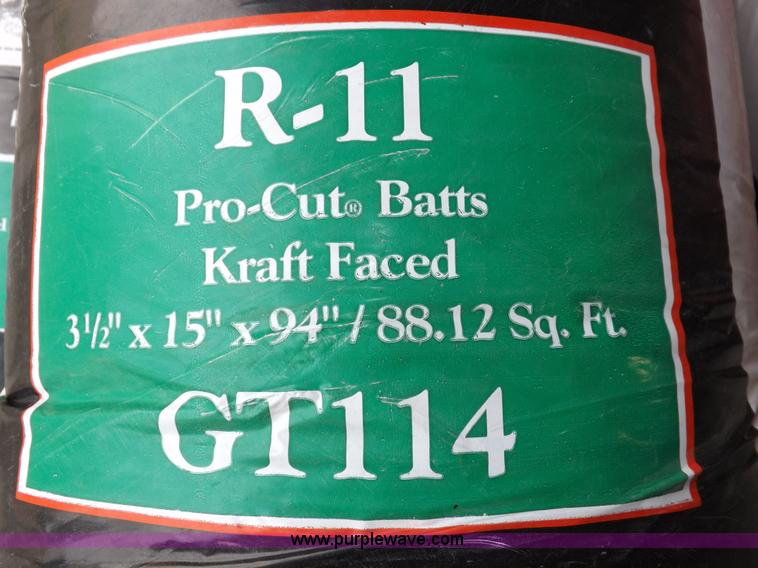 R-11
Pro-Cut® Batts
Kraft Faced
3½" x 15" x 94" / 88.12 Sq. Ft.
GT114
www.purplewave.com